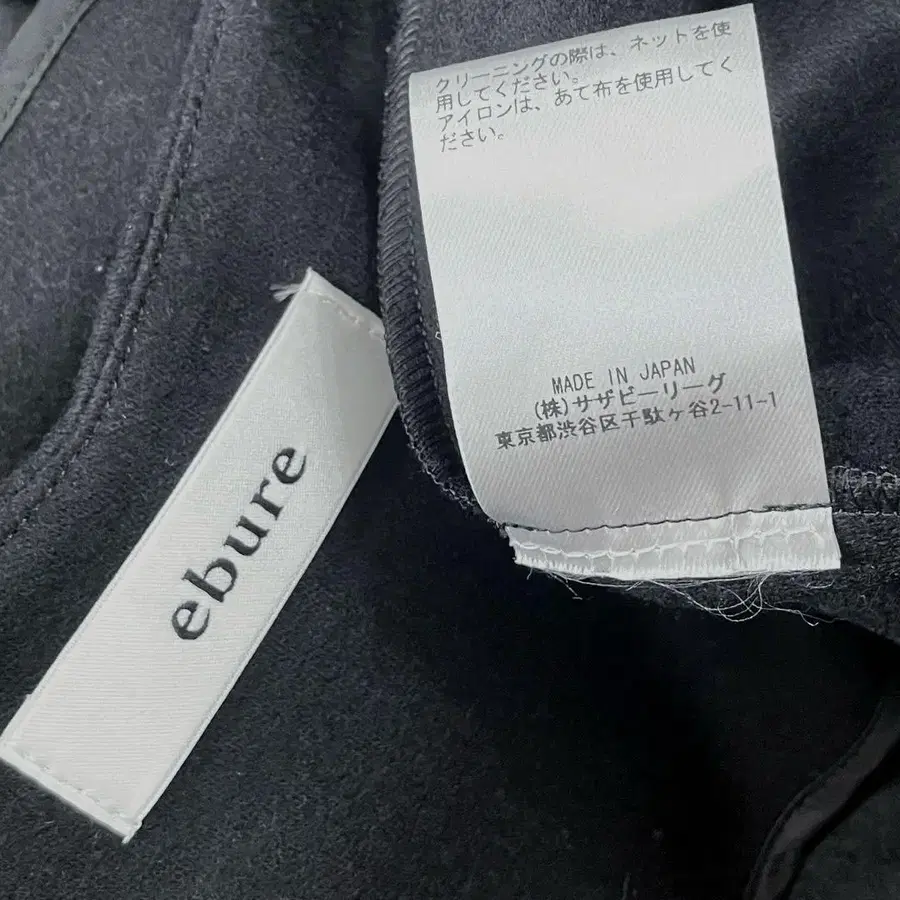 クリーニングの際は、ネットを使
用してください。
アイロンは、あて布を使用してく
ださい。
MADE IN JAPAN
(株)サザビーリーグ
東京都渋谷区千駄ヶ谷2-11-1
ebure